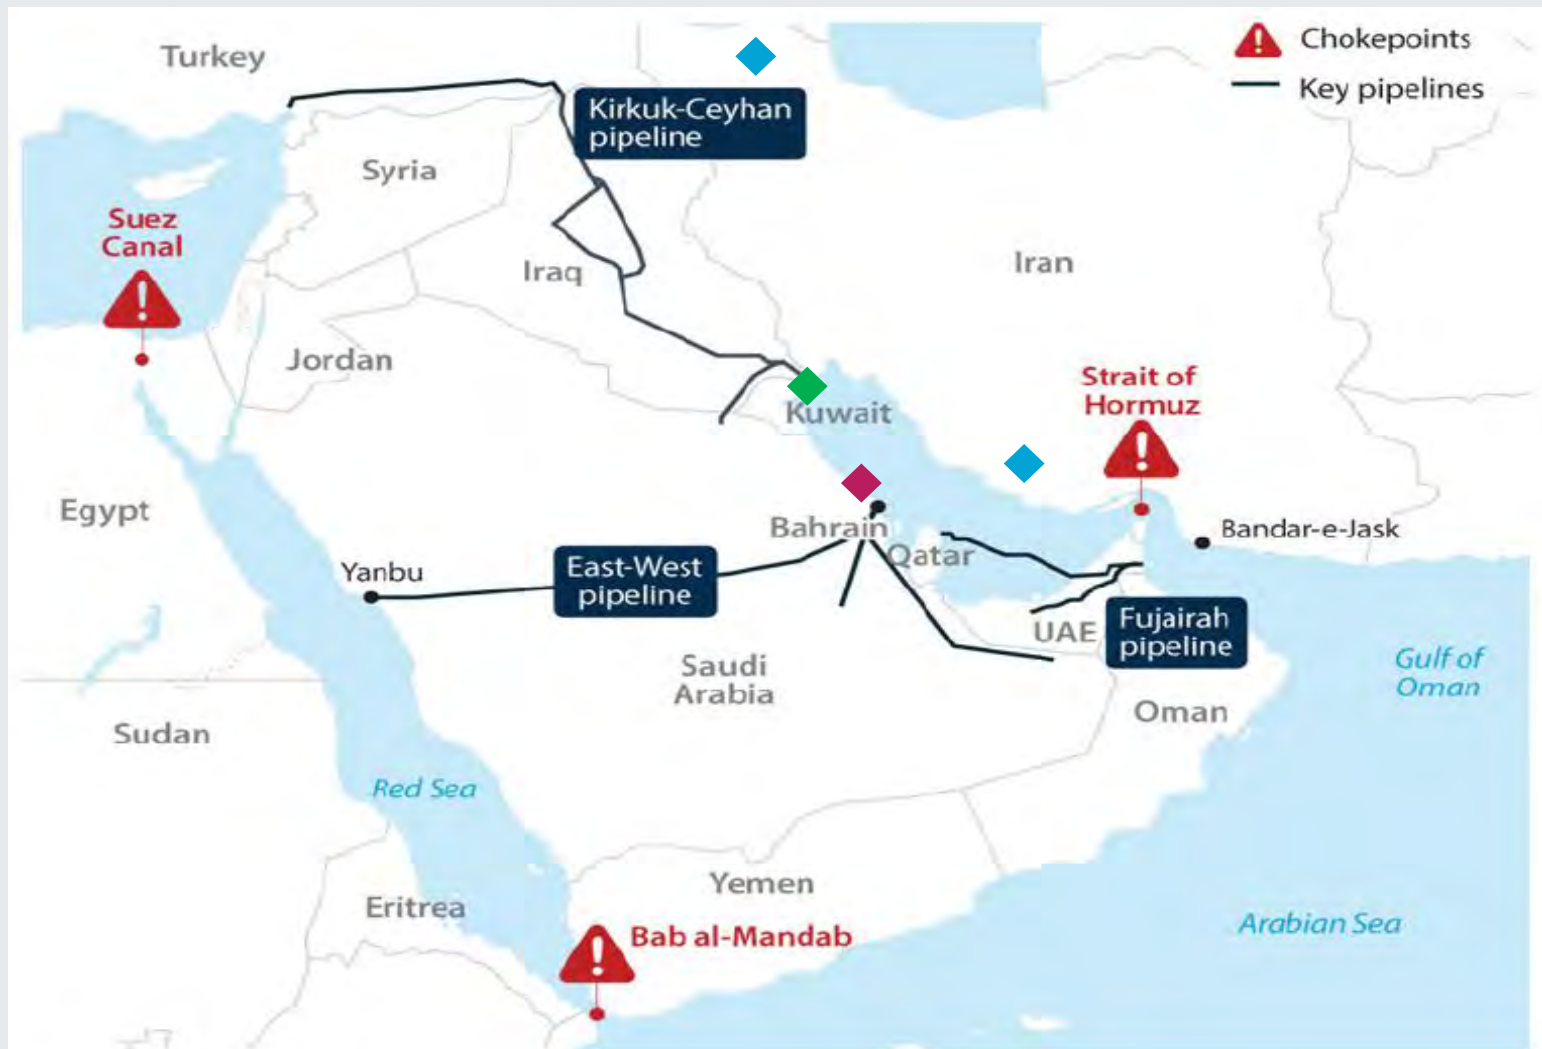 Turkey
Chokepoints
Key pipelines
Kirkuk-Ceyhan
pipeline
Syria
Suez
Canal
Iraq
Iran
Jordan
Strait of
Hormuz
Kuwait
Egypt
Bahrain
Bandar-e-Jask
Qatar
Yanbu
East-West
pipeline
UAE
Fujairah
pipeline
Saudi
Arabia
Gulf of
Oman
Oman
Sudan
Red Sea
Yemen
Eritrea
Bab al-Mandab
Arabian Sea